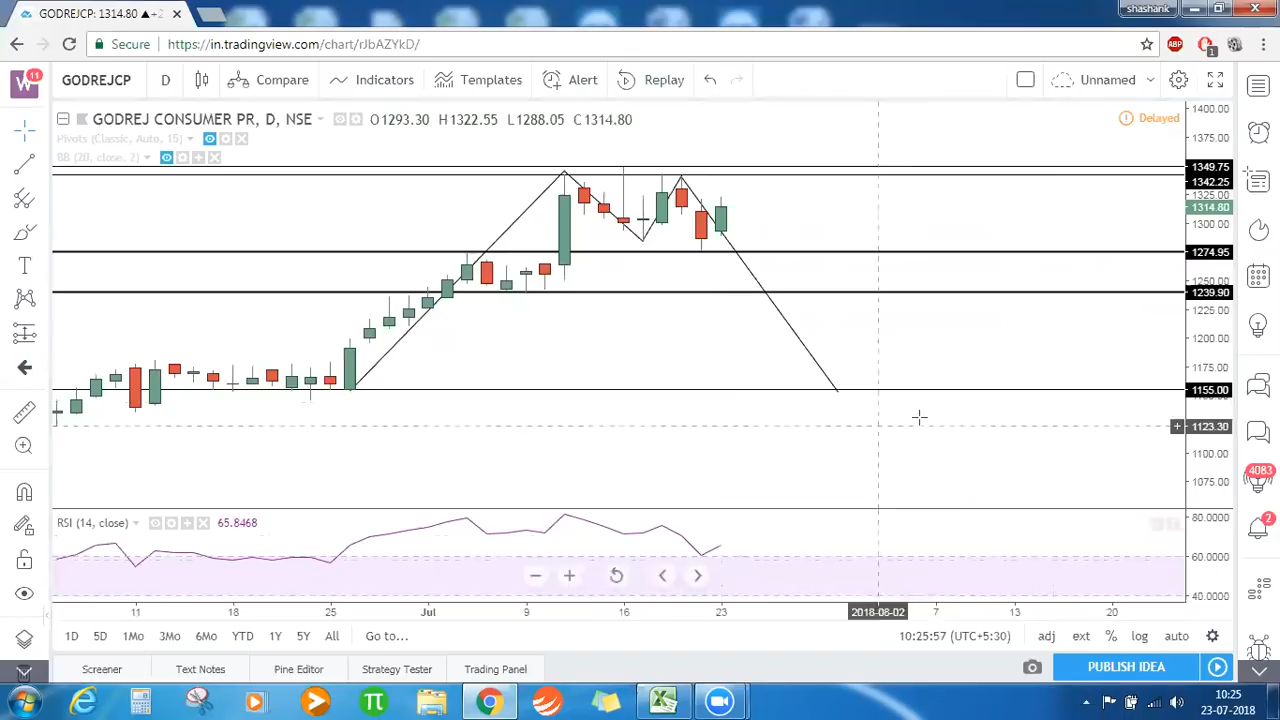 GODREJCP: 1314.80 ▲+2
shashank
Secure
https://in.tradingview.com/chart/rJbAZYkD/
ABP
1
W
11
GODREJCP
D
Compare
Indicators
Templates
Alert
Replay
Unnamed
GODREJ CONSUMER PR, D, NSE
O1293.30 H1322.55 L1288.05 C1314.80
Delayed
Pivots (Classic, Auto, 15)
BB (20, close, 2)
1400.00
1375.00
1349.75
1342.25
1325.00
1314.80
1300.00
1274.95
1250.00
1239.90
1225.00
1200.00
1175.00
1155.00
1123.30
1100.00
1075.00
RSI (14, close)
65.8468
80.0000
60.0000
40.0000
11
18
25
Jul
9
16
23
2018-08-02
7
13
20
4083
2
1D
5D
1Mo
3Mo
6Mo
YTD
1Y
5Y
All
Go to...
10:25:57 (UTC+5:30)
adj
ext
%
log
auto
Screener
Text Notes
Pine Editor
Strategy Tester
Trading Panel
PUBLISH IDEA
10:25
23-07-2018